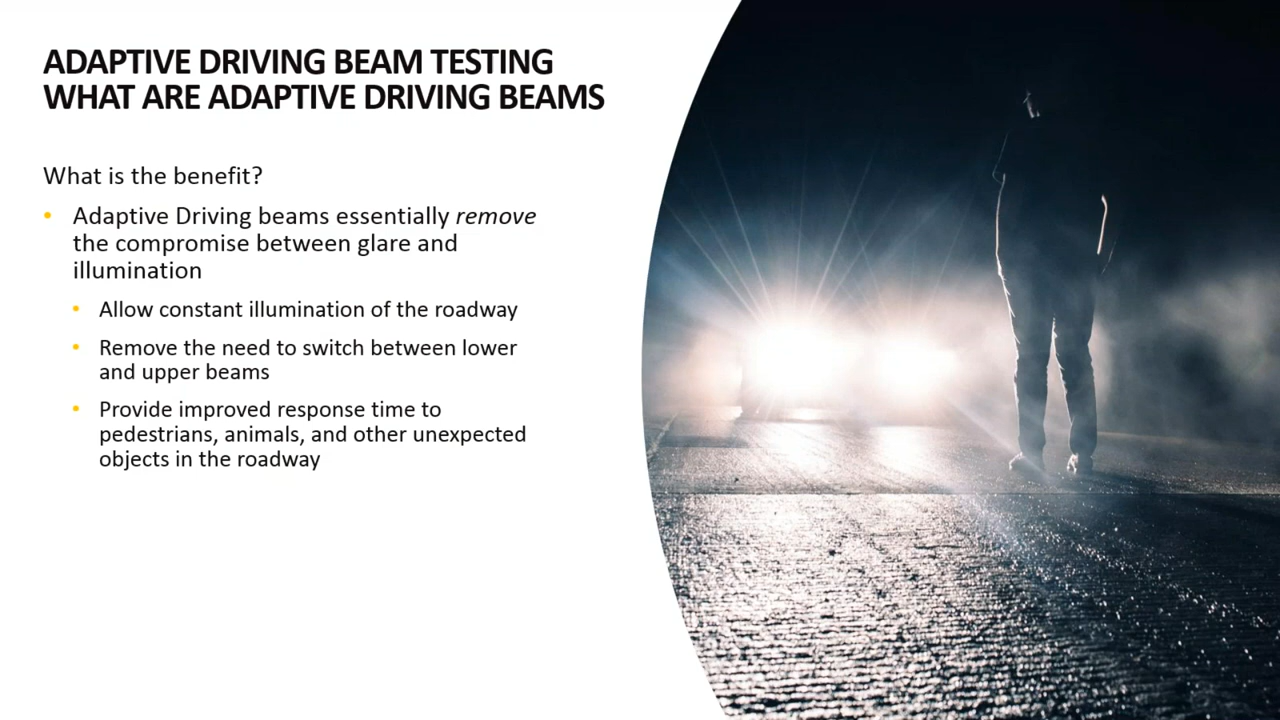 ADAPTIVE DRIVING BEAM TESTING
WHAT ARE ADAPTIVE DRIVING BEAMS
What is the benefit?
• Adaptive Driving beams essentially remove
the compromise between glare and
illumination
• Allow constant illumination of the roadway
• Remove the need to switch between lower
and upper beams
• Provide improved response time to
pedestrians, animals, and other unexpected
objects in the roadway